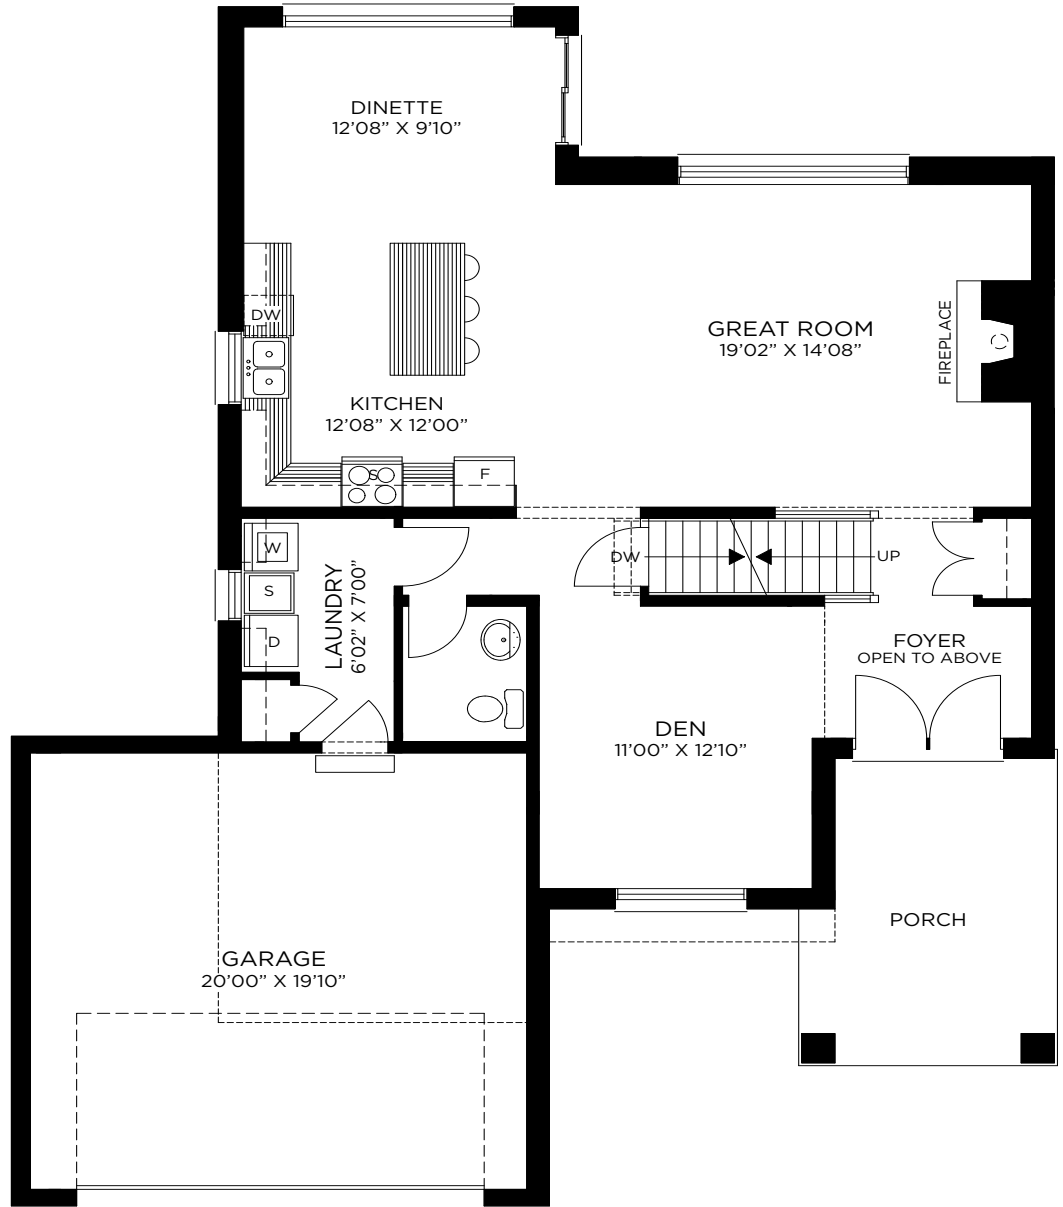 DINETTE
12'08" X 9'10"
DW
GREAT ROOM
19'02" X 14'08"
FIREPLACE
KITCHEN
12'08" X 12'00"
S
F
W
S
D
LAUNDRY
6'02" X 7'00"
DW
UP
FOYER
OPEN TO ABOVE
DEN
11'00" X 12'10"
PORCH
GARAGE
20'00" X 19'10"